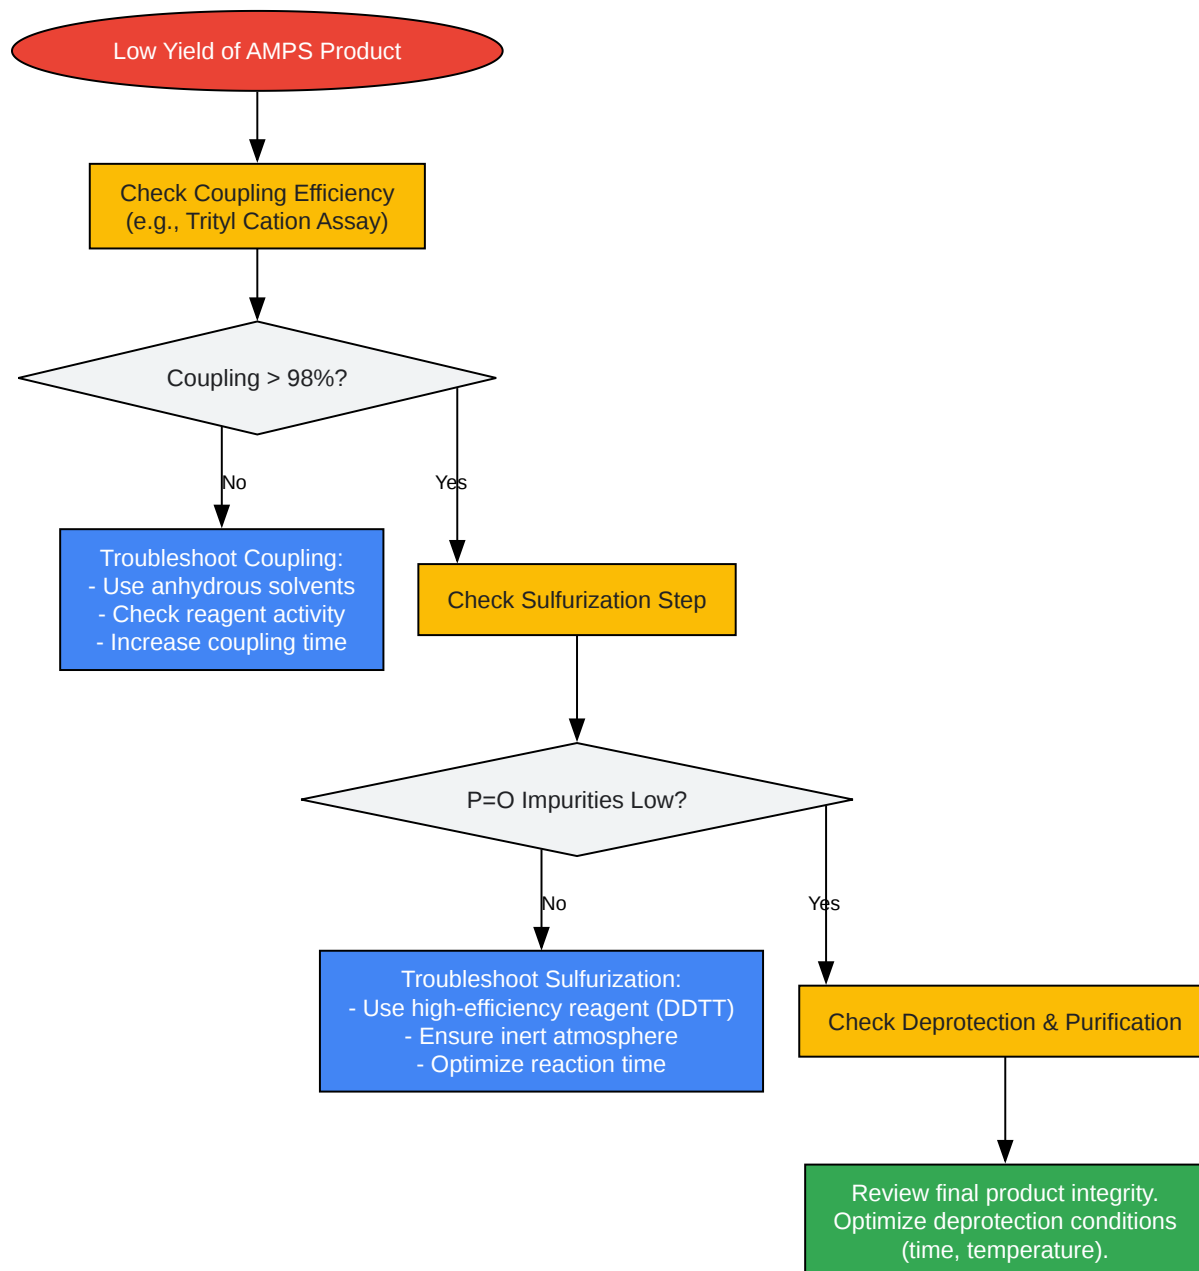 Low Yield of AMPS Product
Check Coupling Efficiency
(e.g., Trityl Cation Assay)
Coupling > 98%?
No
Yes
Troubleshoot Coupling:
- Use anhydrous solvents
- Check reagent activity
- Increase coupling time
Check Sulfurization Step
P=O Impurities Low?
No
Yes
Troubleshoot Sulfurization:
- Use high-efficiency reagent (DDTT)
- Ensure inert atmosphere
- Optimize reaction time
Check Deprotection & Purification
Review final product integrity.
Optimize deprotection conditions
(time, temperature).